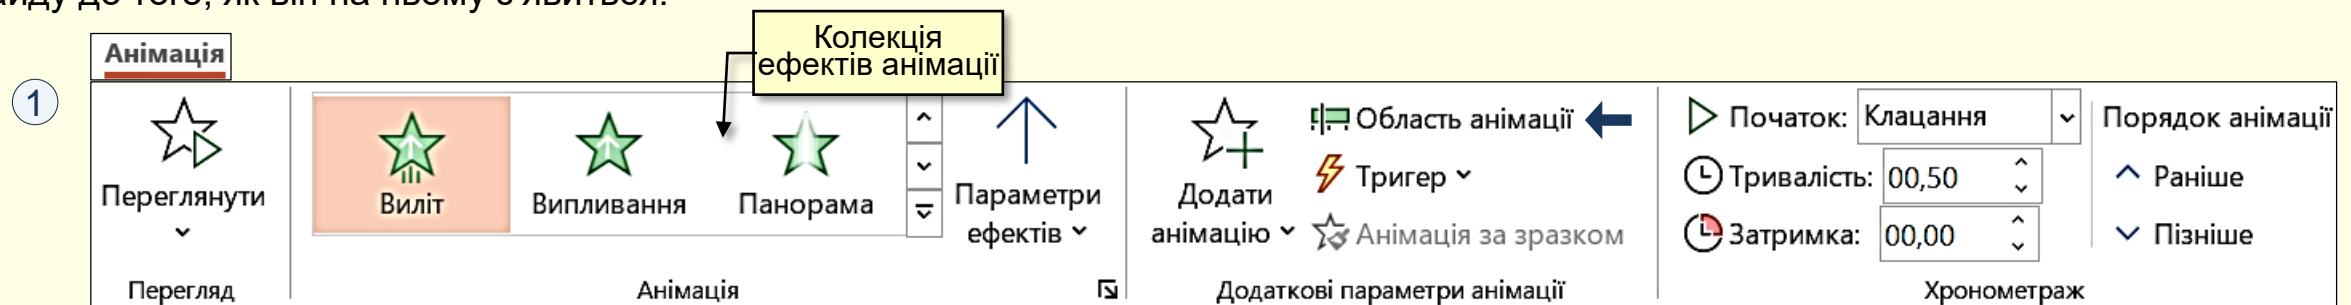 до того, як він на ньому з'явиться.
Колекція
ефектів анімації
Анімація
1
Переглянути
Виліт
Випливання
Панорама
Параметри
ефектів
Додати
анімацію
Область анімації
Тригер
Анімація за зразком
Початок: Клацання
Тривалість: 00,50
Затримка: 00,00
Порядок анімації
Раніше
Пізніше
Перегляд
Анімація
Додаткові параметри анімації
Хронометраж